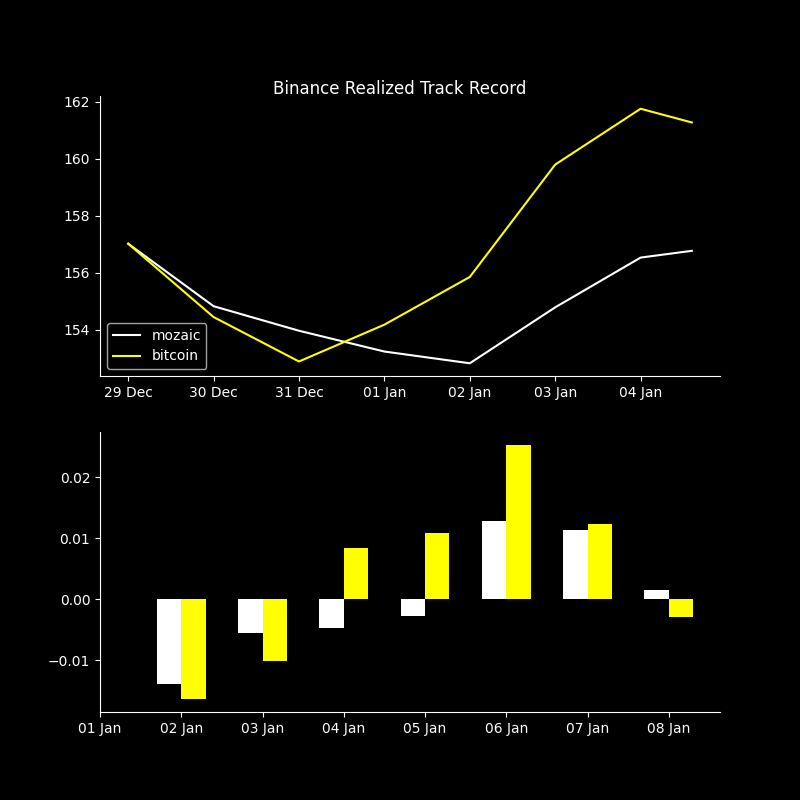 Binance Realized Track Record
162
160
158
156
154
mozaic
bitcoin
29 Dec 30 Dec 31 Dec 01 Jan 02 Jan 03 Jan 04 Jan
0.02
0.01
0.00
−0.01
01 Jan 02 Jan 03 Jan 04 Jan 05 Jan 06 Jan 07 Jan 08 Jan